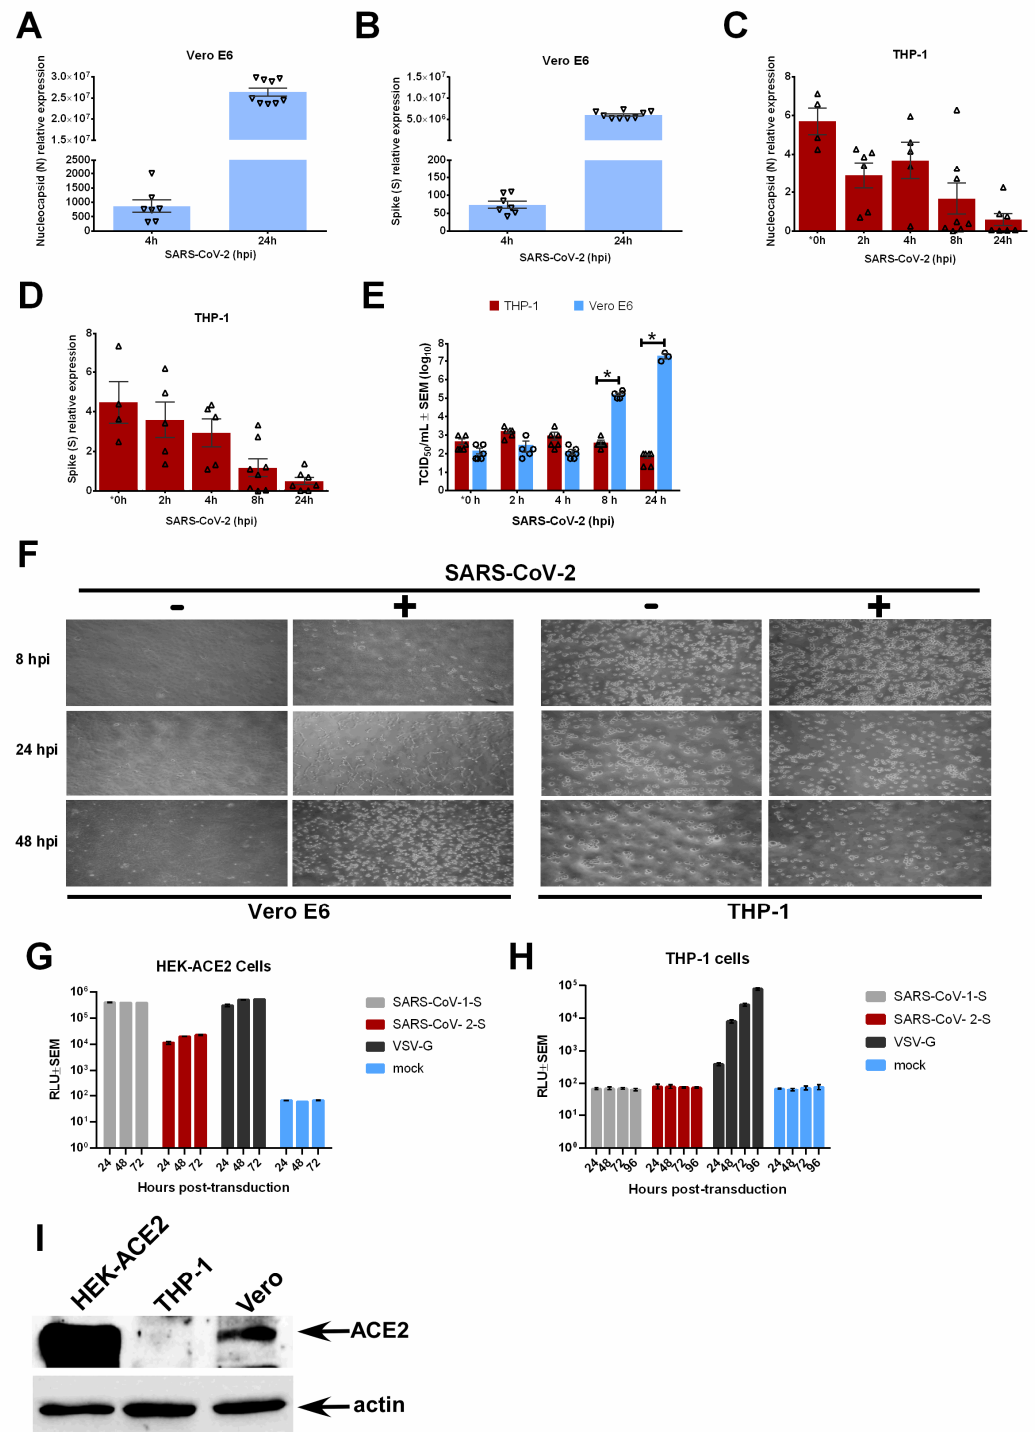 A
Vero E6
Nucleocapsid (N) relative expression
3.0×10⁷
2.5×10⁷
2.0×10⁷
1.5×10⁷
2500
2000
1500
1000
500
0
4h 24h
SARS-CoV-2 (hpi)
B
Vero E6
Spike (S) relative expression
1.5×10⁷
1.0×10⁷
5.0×10⁶
200
150
100
50
0
4h 24h
SARS-CoV-2 (hpi)
C
THP-1
Nucleocapsid (N) relative expression
8
6
4
2
0
*0h 2h 4h 8h 24h
SARS-CoV-2 (hpi)
D
THP-1
Spike (S) relative expression
8
6
4
2
0
*0h 2h 4h 8h 24h
SARS-CoV-2 (hpi)
E
THP-1 Vero E6
TCID₅₀/mL ± SEM (log₁₀)
8
7
6
5
4
3
2
1
0
* *
*0 h 2 h 4 h 8 h 24 h
SARS-CoV-2 (hpi)
F
SARS-CoV-2
- + - +
8 hpi
24 hpi
48 hpi
Vero E6 THP-1
G
HEK-ACE2 Cells
RLU±SEM
10⁶
10⁵
10⁴
10³
10²
10¹
10⁰
24 48 72 24 48 72 24 48 72 24 48 72
Hours post-transduction
SARS-CoV-1-S
SARS-CoV- 2-S
VSV-G
mock
H
THP-1 cells
RLU±SEM
10⁵
10⁴
10³
10²
10¹
10⁰
24 48 72 96 24 48 72 96 24 48 72 96 24 48 72 96
Hours post-transduction
SARS-CoV-1-S
SARS-CoV- 2-S
VSV-G
mock
I
HEK-ACE2 THP-1 Vero
ACE2
actin